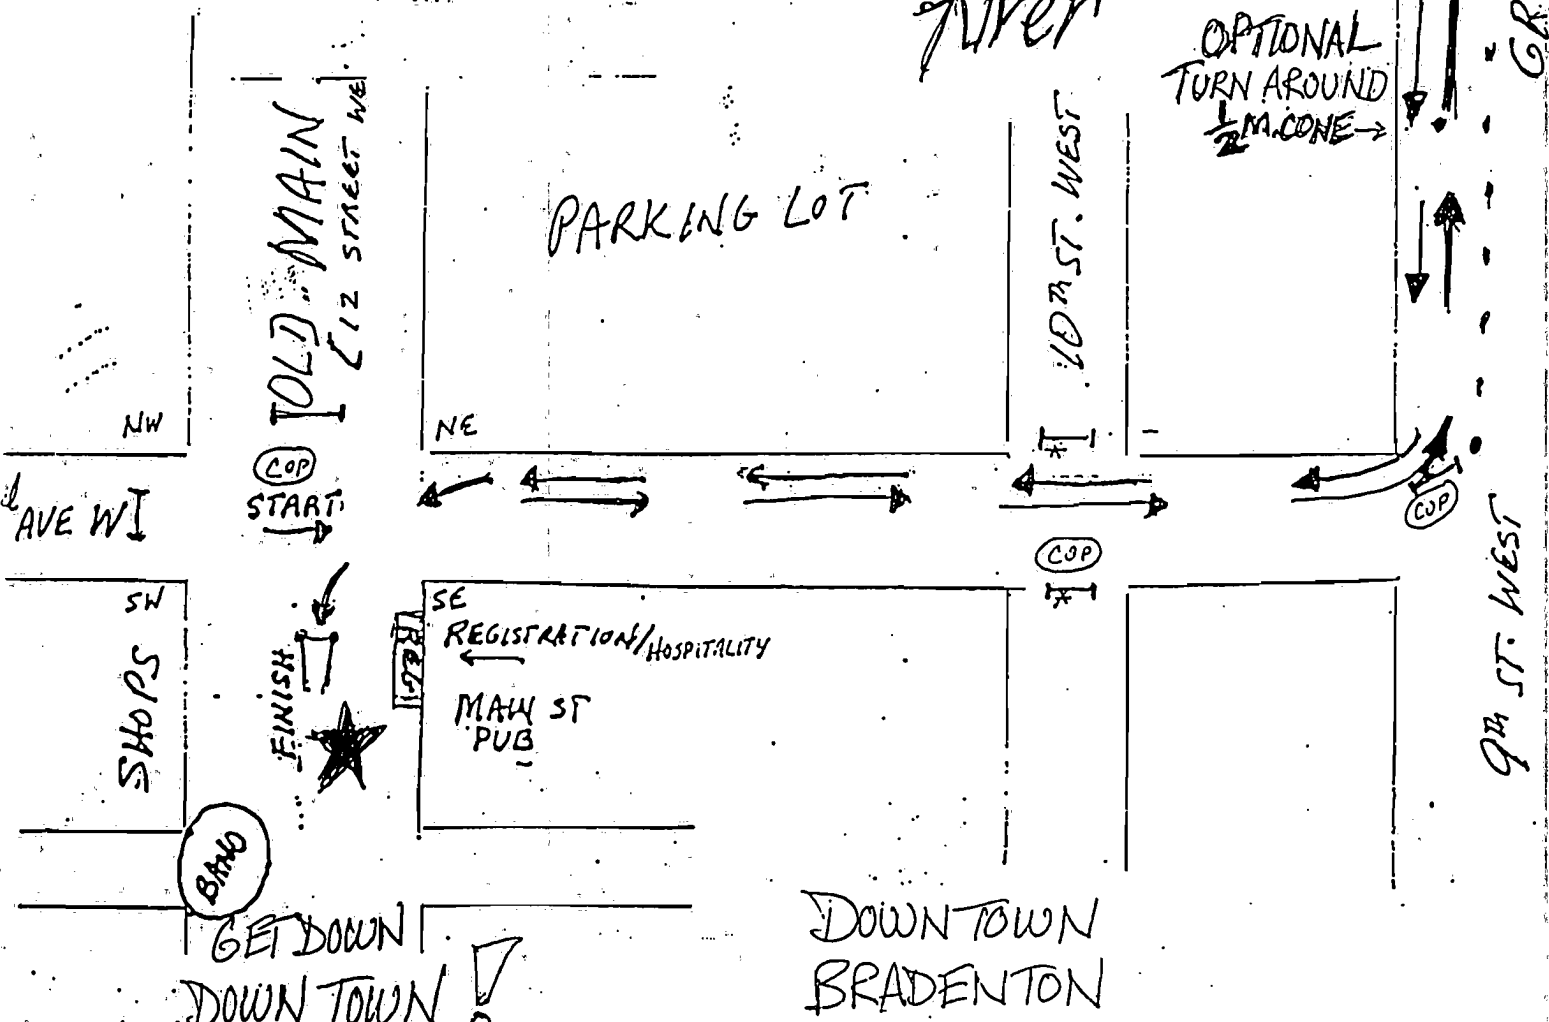 River
OPTIONAL
TURN AROUND
1/2 M. CONE→
GR
OLD MAIN
(12 STREET WE
PARKING LOT
10TH ST. WEST
NW
NE
COP
START
AVE W
COP
COP
SW
SE
SHOPS
FINISH
REG
REGISTRATION/HOSPITALITY
MAIN ST
PUB
9TH ST. WEST
BAND
GET DOWN
DOWN TOWN!
DOWNTOWN
BRADENTON